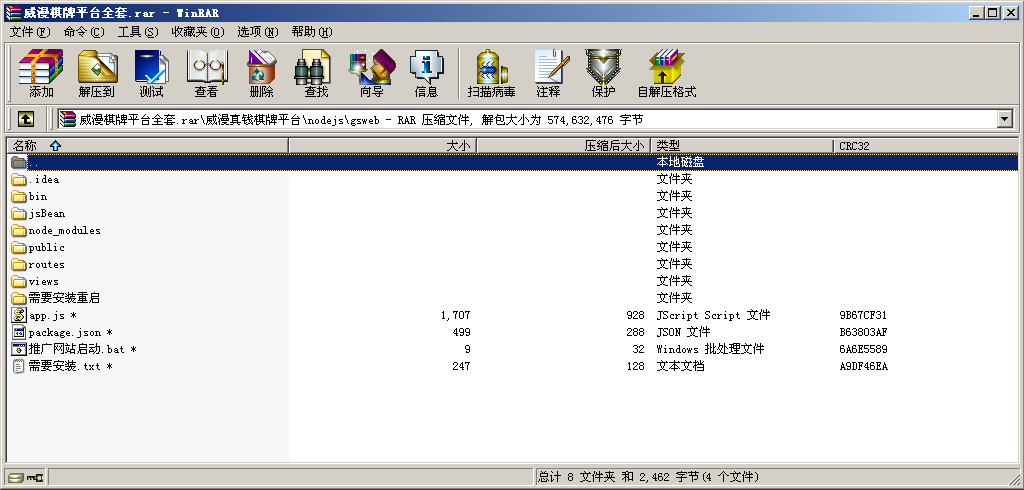 威漫棋牌平台全套.rar - WinRAR
文件(F) 命令(C) 工具(S) 收藏夹(O) 选项(N) 帮助(H)
添加 解压到 测试 查看 删除 查找 向导 信息 扫描病毒 注释 保护 自解压格式
威漫棋牌平台全套.rar\威漫真钱棋牌平台\nodejs\gsweb - RAR 压缩文件, 解包大小为 574,632,476 字节
名称 大小 压缩后大小 类型 CRC32
.. 本地磁盘
.idea 文件夹
bin 文件夹
jsBean 文件夹
node_modules 文件夹
public 文件夹
routes 文件夹
views 文件夹
需要安装重启 文件夹
app.js * 1,707 928 JScript Script 文件 9B67CF31
package.json * 499 288 JSON 文件 B63803AF
推广网站启动.bat * 9 32 Windows 批处理文件 6A6E5589
需要安装.txt * 247 128 文本文档 A9DF46EA
总计 8 文件夹 和 2,462 字节(4 个文件)